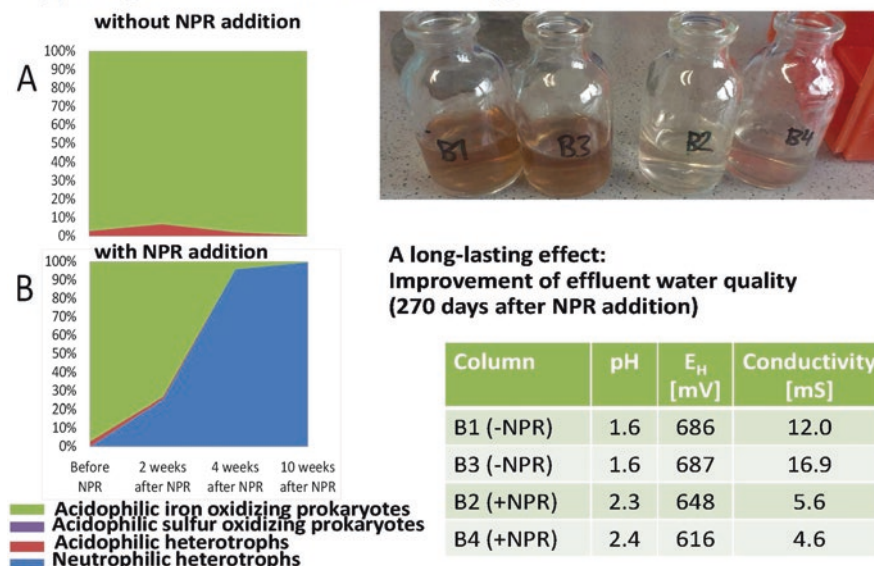 without NPR addition
A
100%
90%
80%
70%
60%
50%
40%
30%
20%
10%
0%
B1
B3
B2
B4
with NPR addition
B
100%
90%
80%
70%
60%
50%
40%
30%
20%
10%
0%
Before NPR
2 weeks after NPR
4 weeks after NPR
10 weeks after NPR
Acidophilic iron oxidizing prokaryotes
Acidophilic sulfur oxidizing prokaryotes
Acidophilic heterotrophs
Neutrophilic heterotrophs
A long-lasting effect:
Improvement of effluent water quality
(270 days after NPR addition)
Column pH EH [mV] Conductivity [mS]
B1 (-NPR) 1.6 686 12.0
B3 (-NPR) 1.6 687 16.9
B2 (+NPR) 2.3 648 5.6
B4 (+NPR) 2.4 616 4.6